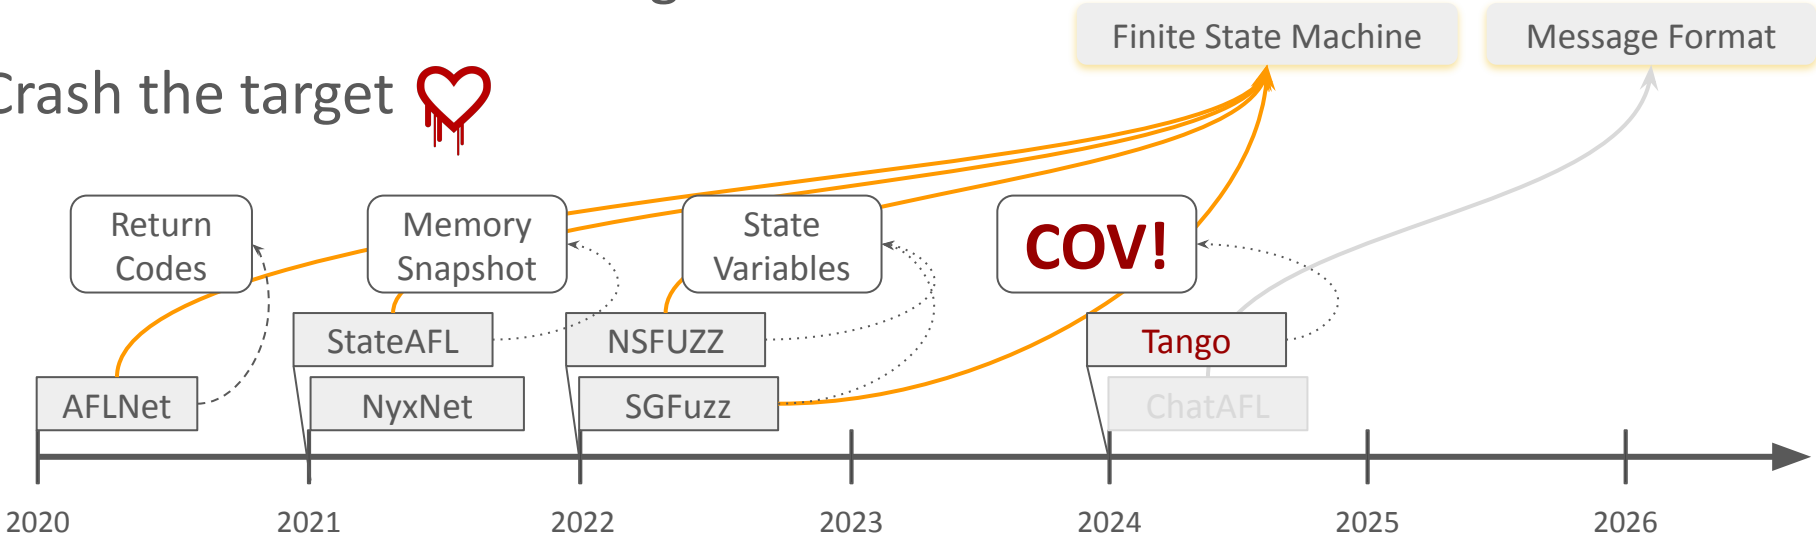 Finite State Machine
Message Format
Crash the target
Return
Codes
Memory
Snapshot
State
Variables
COV!
StateAFL
NSFUZZ
Tango
AFLNet
NyxNet
SGFuzz
ChatAFL
2020
2021
2022
2023
2024
2025
2026